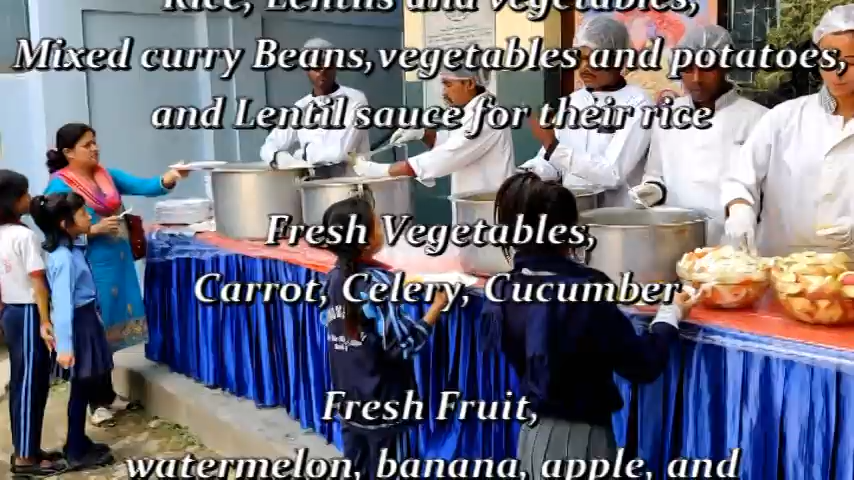 Rice, Lentils and vegetables,
Mixed curry Beans,vegetables and potatoes,
and Lentil sauce for their rice
Fresh Vegetables,
Carrot, Celery, Cucumber
Fresh Fruit,
watermelon, banana, apple, and